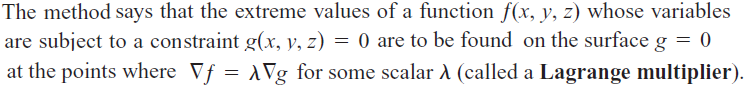 The method says that the extreme values of a function f(x, y, z) whose variables
are subject to a constraint g(x, y, z) = 0 are to be found on the surface g = 0
at the points where ∇f = λ∇g for some scalar λ (called a Lagrange multiplier).